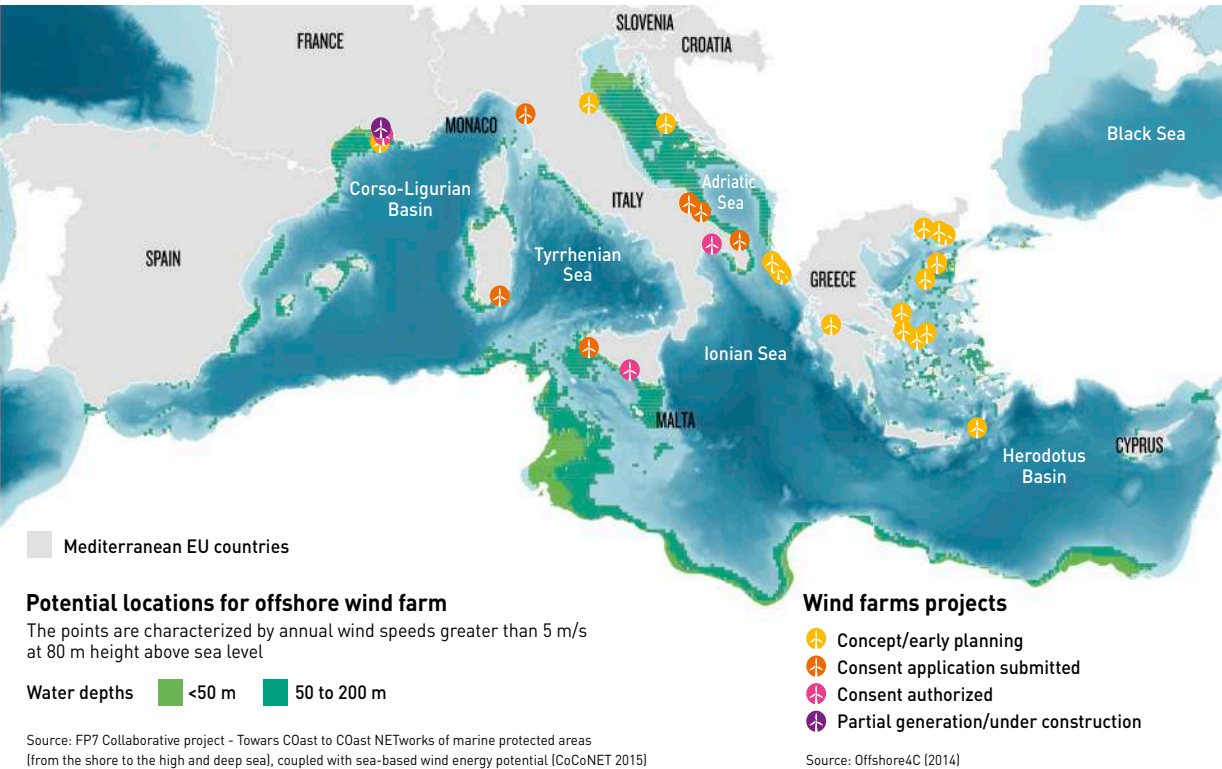 SLOVENIA
FRANCE
CROATIA
MONACO
Black Sea
Corso-Ligurian
Basin
ITALY
Adriatic
Sea
SPAIN
Tyrrhenian
Sea
GREECE
Ionian Sea
MALTA
CYPRUS
Herodotus
Basin
Mediterranean EU countries
Potential locations for offshore wind farm
The points are characterized by annual wind speeds greater than 5 m/s
at 80 m height above sea level
Water depths <50 m 50 to 200 m
Source: FP7 Collaborative project - Towars COast to COast NETworks of marine protected areas
(from the shore to the high and deep sea), coupled with sea-based wind energy potential (CoCoNET 2015)
Wind farms projects
Concept/early planning
Consent application submitted
Consent authorized
Partial generation/under construction
Source: Offshore4C (2014)